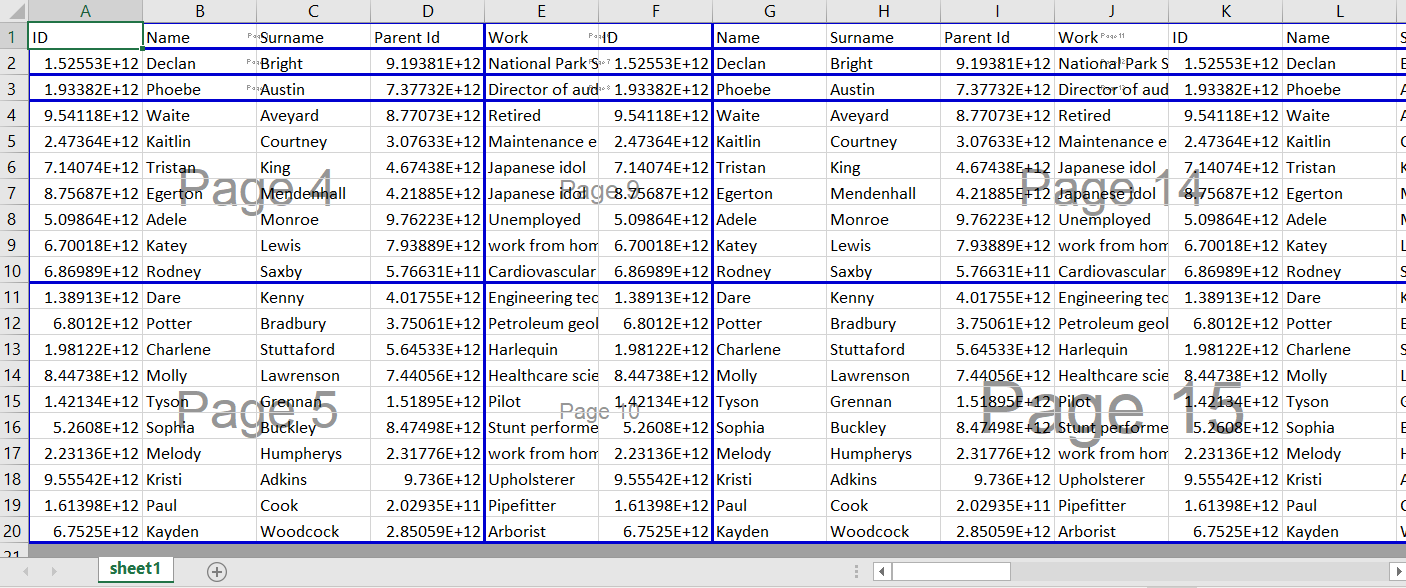 A B C D E F G H I J K L
1 ID Name Surname Parent Id Work ID Name Surname Parent Id Work Page 11 ID Name S
2 1.52553E+12 Declan Bright 9.19381E+12 National Park S Page 7 1.52553E+12 Declan Bright 9.19381E+12 National Park S 1.52553E+12 Declan
3 1.93382E+12 Phoebe Austin 7.37732E+12 Director of aud Page 8 1.93382E+12 Phoebe Austin 7.37732E+12 Director of aud 1.93382E+12 Phoebe
4 9.54118E+12 Waite Aveyard 8.77073E+12 Retired 9.54118E+12 Waite Aveyard 8.77073E+12 Retired 9.54118E+12 Waite
5 2.47364E+12 Kaitlin Courtney 3.07633E+12 Maintenance e 2.47364E+12 Kaitlin Courtney 3.07633E+12 Maintenance e 2.47364E+12 Kaitlin
6 7.14074E+12 Tristan King 4.67438E+12 Japanese idol 7.14074E+12 Tristan King 4.67438E+12 Japanese idol 7.14074E+12 Tristan
Page 4 Page 9 Page 14
7 8.75687E+12 Egerton Mendenhall 4.21885E+12 Japanese idol 8.75687E+12 Egerton Mendenhall 4.21885E+12 Japanese idol 8.75687E+12 Egerton
8 5.09864E+12 Adele Monroe 9.76223E+12 Unemployed 5.09864E+12 Adele Monroe 9.76223E+12 Unemployed 5.09864E+12 Adele
9 6.70018E+12 Katey Lewis 7.93889E+12 work from hom 6.70018E+12 Katey Lewis 7.93889E+12 work from hom 6.70018E+12 Katey
10 6.86989E+12 Rodney Saxby 5.76631E+11 Cardiovascular 6.86989E+12 Rodney Saxby 5.76631E+11 Cardiovascular 6.86989E+12 Rodney
11 1.38913E+12 Dare Kenny 4.01755E+12 Engineering tec 1.38913E+12 Dare Kenny 4.01755E+12 Engineering tec 1.38913E+12 Dare
12 6.8012E+12 Potter Bradbury 3.75061E+12 Petroleum geol 6.8012E+12 Potter Bradbury 3.75061E+12 Petroleum geol 6.8012E+12 Potter
13 1.98122E+12 Charlene Stuttaford 5.64533E+12 Harlequin 1.98122E+12 Charlene Stuttaford 5.64533E+12 Harlequin 1.98122E+12 Charlene
14 8.44738E+12 Molly Lawrenson 7.44056E+12 Healthcare scie 8.44738E+12 Molly Lawrenson 7.44056E+12 Healthcare scie 8.44738E+12 Molly
15 1.42134E+12 Tyson Grennan 1.51895E+12 Pilot 1.42134E+12 Tyson Grennan 1.51895E+12 Pilot 1.42134E+12 Tyson
Page 5 Page 10 Page 15
16 5.2608E+12 Sophia Buckley 8.47498E+12 Stunt performe 5.2608E+12 Sophia Buckley 8.47498E+12 Stunt performe 5.2608E+12 Sophia
17 2.23136E+12 Melody Humpherys 2.31776E+12 work from hom 2.23136E+12 Melody Humpherys 2.31776E+12 work from hom 2.23136E+12 Melody
18 9.55542E+12 Kristi Adkins 9.736E+12 Upholsterer 9.55542E+12 Kristi Adkins 9.736E+12 Upholsterer 9.55542E+12 Kristi
19 1.61398E+12 Paul Cook 2.02935E+11 Pipefitter 1.61398E+12 Paul Cook 2.02935E+11 Pipefitter 1.61398E+12 Paul
20 6.7525E+12 Kayden Woodcock 2.85059E+12 Arborist 6.7525E+12 Kayden Woodcock 2.85059E+12 Arborist 6.7525E+12 Kayden
21
sheet1